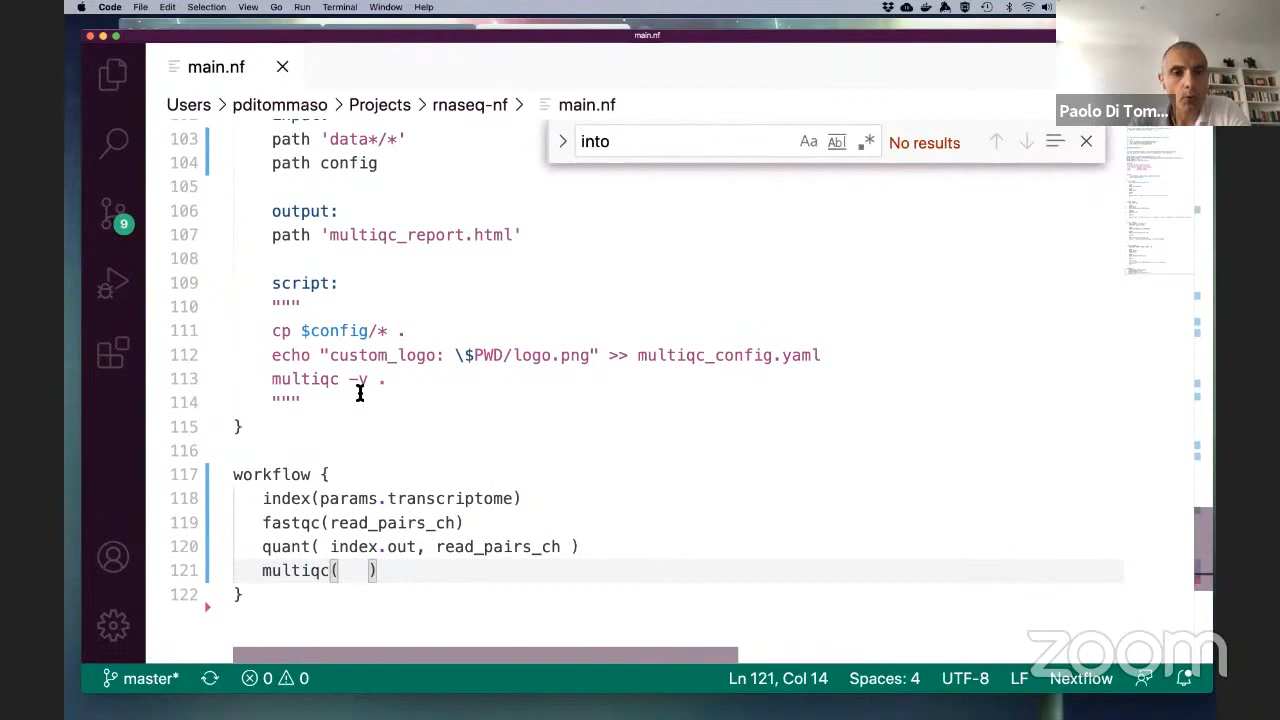 Code File Edit Selection View Go Run Terminal Window Help
main.nf
main.nf
Paolo Di Tom...
Users > pditommaso > Projects > rnaseq-nf > main.nf
into
Aa Abl .* No results
103 path 'data*/*'
104 path config
105
106 output:
107 path 'multiqc_report.html'
108
109 script:
110 """
111 cp $config/* .
112 echo "custom_logo: \$PWD/logo.png" >> multiqc_config.yaml
113 multiqc -v .
114 """
115 }
116
117 workflow {
118 index(params.transcriptome)
119 fastqc(read_pairs_ch)
120 quant( index.out, read_pairs_ch )
121 multiqc( )
122 }
9
zoom
master* 0 0 Ln 121, Col 14 Spaces: 4 UTF-8 LF Nextflow